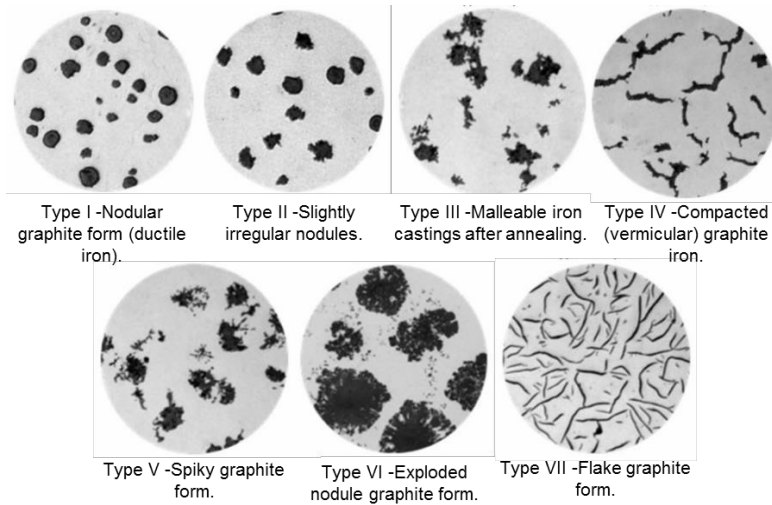 Type I -Nodular
graphite form (ductile
iron).
Type II -Slightly
irregular nodules.
Type III -Malleable iron
castings after annealing.
Type IV -Compacted
(vermicular) graphite
iron.
Type V -Spiky graphite
form.
Type VI -Exploded
nodule graphite form.
Type VII -Flake graphite
form.